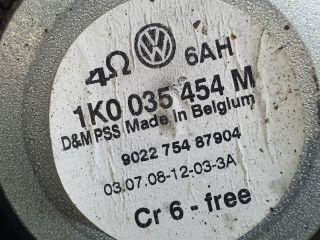 4Ω VW 6AH
1K0 035 454 M
D&M PSS Made in Belgium
9022 754 87904
03.07.08-12-03-3A
Cr 6 - free